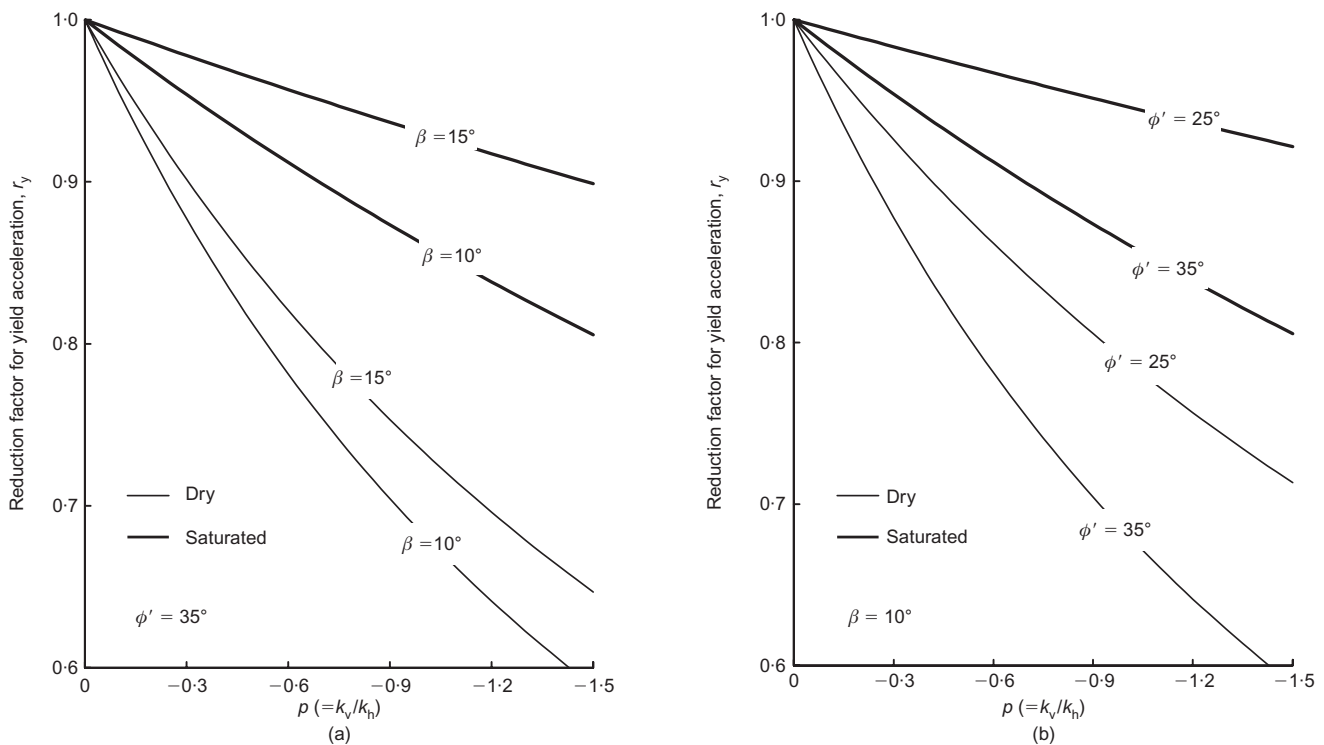 Reduction factor for yield acceleration, r_y
1·0
0·9
0·8
0·7
0·6
β =15°
β =10°
β =15°
β =10°
Dry
Saturated
ϕ′ = 35°
0
−0·3
−0·6
−0·9
−1·2
−1·5
p (=k_v/k_h)
(a)
Reduction factor for yield acceleration, r_y
1·0
0·9
0·8
0·7
0·6
ϕ′ = 25°
ϕ′ = 35°
ϕ′ = 25°
ϕ′ = 35°
Dry
Saturated
β = 10°
0
−0·3
−0·6
−0·9
−1·2
−1·5
p (=k_v/k_h)
(b)